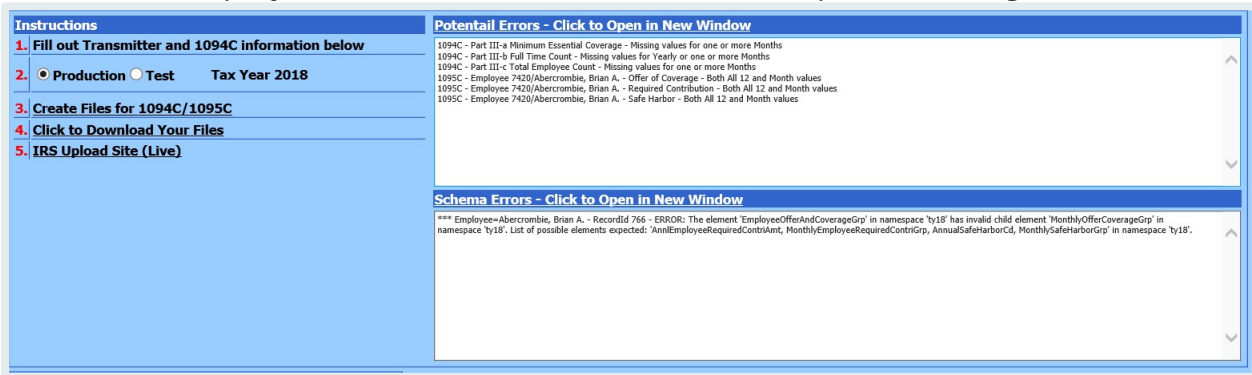 Instructions
1. Fill out Transmitter and 1094C information below
2. Production Test Tax Year 2018
3. Create Files for 1094C/1095C
4. Click to Download Your Files
5. IRS Upload Site (Live)
Potentail Errors - Click to Open in New Window
1094C - Part III-a Minimum Essential Coverage - Missing values for one or more Months
1094C - Part III-b Full Time Count - Missing values for Yearly or one or more Months
1094C - Part III-c Total Employee Count - Missing values for one or more Months
1095C - Employee 7420/Abercrombie, Brian A. - Offer of Coverage - Both All 12 and Month values
1095C - Employee 7420/Abercrombie, Brian A. - Required Contribution - Both All 12 and Month values
1095C - Employee 7420/Abercrombie, Brian A. - Safe Harbor - Both All 12 and Month values
Schema Errors - Click to Open in New Window
*** Employee=Abercrombie, Brian A. - RecordId 766 - ERROR: The element 'EmployeeOfferAndCoverageGrp' in namespace 'ty18' has invalid child element 'MonthlyOfferCoverageGrp' in
namespace 'ty18'. List of possible elements expected: 'AnnlEmployeeRequiredContriAmt, MonthlyEmployeeRequiredContriGrp, AnnualSafeHarborCd, MonthlySafeHarborGrp' in namespace 'ty18'.